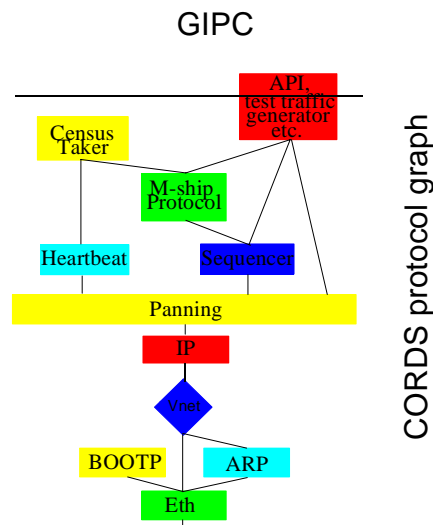 GIPC
API,
test traffic
generator
etc.
Census
Taker
M-ship
Protocol
Heartbeat
Sequencer
Panning
IP
Vnet
BOOTP
ARP
Eth
CORDS protocol graph